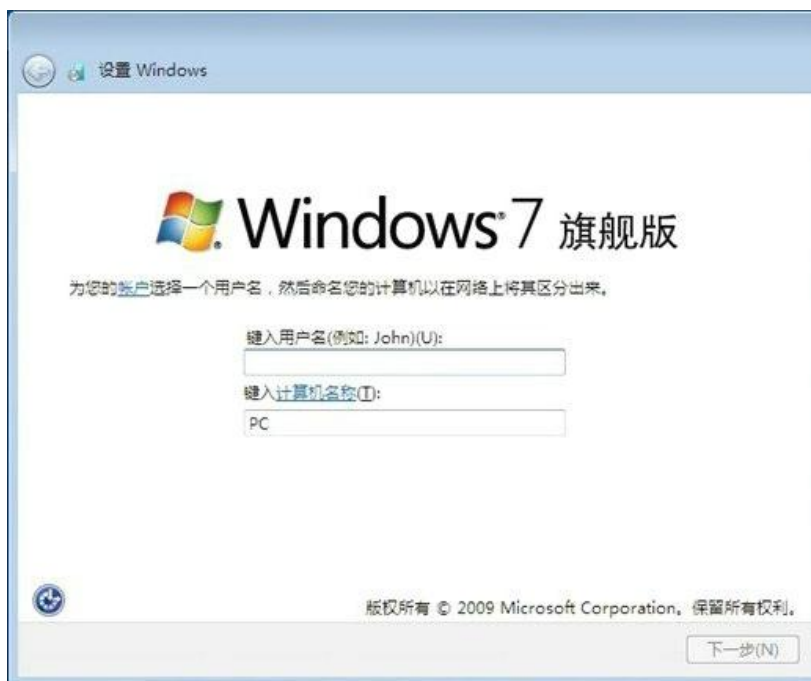 设置 Windows
Windows® 7 旗舰版
为您的帐户选择一个用户名，然后命名您的计算机以在网络上将其区分出来。
键入用户名(例如: John)(U):
键入计算机名称(T):
PC
版权所有 © 2009 Microsoft Corporation。保留所有权利。
下一步(N)